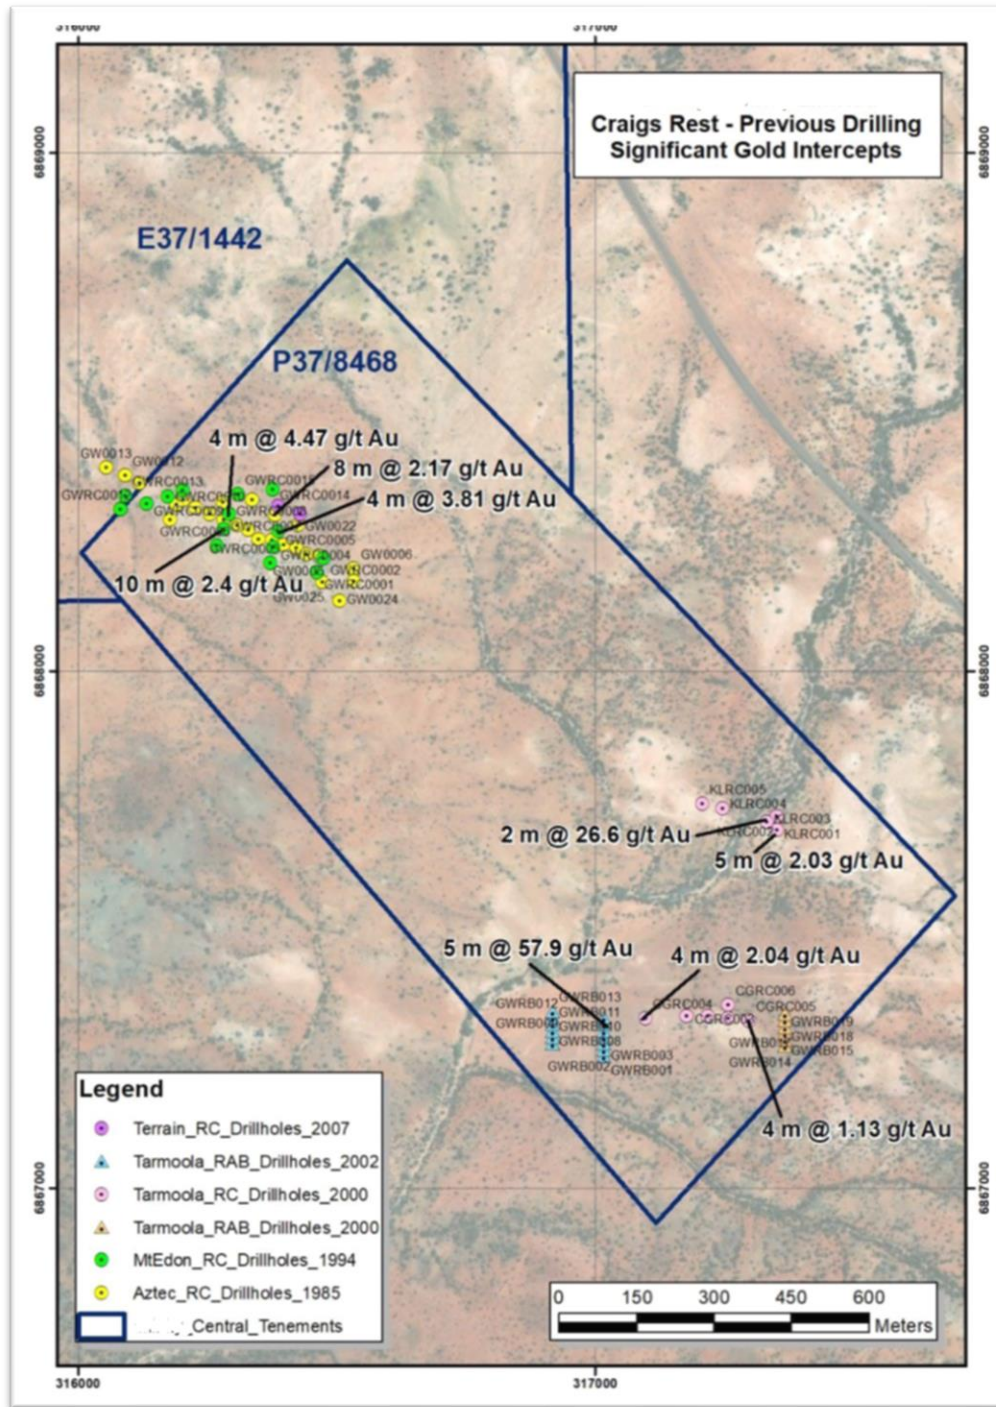 316000
317000
6869000
6869000
Craigs Rest - Previous Drilling
Significant Gold Intercepts
E37/1442
P37/8468
4 m @ 4.47 g/t Au
8 m @ 2.17 g/t Au
4 m @ 3.81 g/t Au
GW0013
GW0012
GWRC0014
GW0022
GWRC0005
GW0006
GWRC0002
GWRC0001
GW0024
10 m @ 2.4 g/t Au
6868000
6868000
KLRC005
KLRC004
KLRC003
KLRC001
2 m @ 26.6 g/t Au
5 m @ 2.03 g/t Au
5 m @ 57.9 g/t Au
4 m @ 2.04 g/t Au
GWRB012
GWRB013
GWRB011
CGRC004
CGRC006
CGRC005
GWRB019
GWRB018
GWRB015
GWRB014
GWRB008
GWRB002
GWRB003
GWRB001
4 m @ 1.13 g/t Au
6867000
6867000
Legend
Terrain_RC_Drillholes_2007
Tarmoola_RAB_Drillholes_2002
Tarmoola_RC_Drillholes_2000
Tarmoola_RAB_Drillholes_2000
MtEdon_RC_Drillholes_1994
Aztec_RC_Drillholes_1985
_Central_Tenements
0 150 300 450 600
Meters
316000
317000